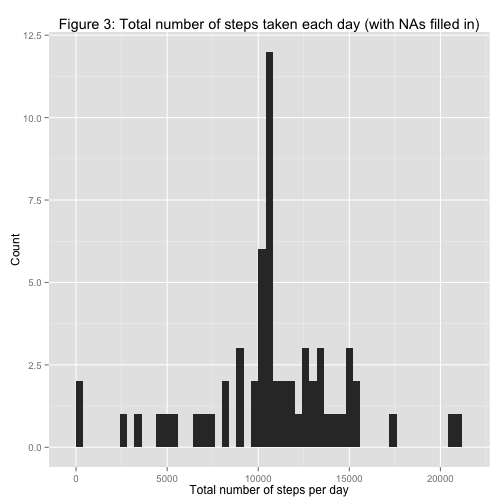 Figure 3: Total number of steps taken each day (with NAs filled in)
12.5
10.0
7.5
5.0
2.5
0.0
Count
0 5000 10000 15000 20000
Total number of steps per day